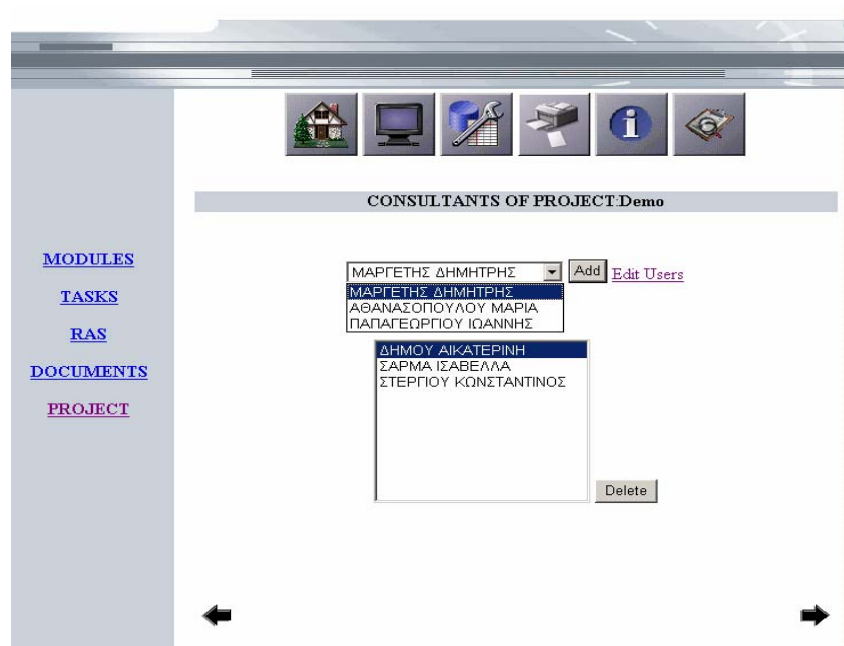 CONSULTANTS OF PROJECT:Demo
MODULES
TASKS
RAS
DOCUMENTS
PROJECT
ΜΑΡΓΕΤΗΣ ΔΗΜΗΤΡΗΣ Add Edit Users
ΜΑΡΓΕΤΗΣ ΔΗΜΗΤΡΗΣ
ΑΘΑΝΑΣΟΠΟΥΛΟΥ ΜΑΡΙΑ
ΠΑΠΑΓΕΩΡΓΙΟΥ ΙΩΑΝΝΗΣ
ΔΗΜΟΥ ΑΙΚΑΤΕΡΙΝΗ
ΣΑΡΜΑ ΙΣΑΒΕΛΛΑ
ΣΤΕΡΓΙΟΥ ΚΩΝΣΤΑΝΤΙΝΟΣ
Delete